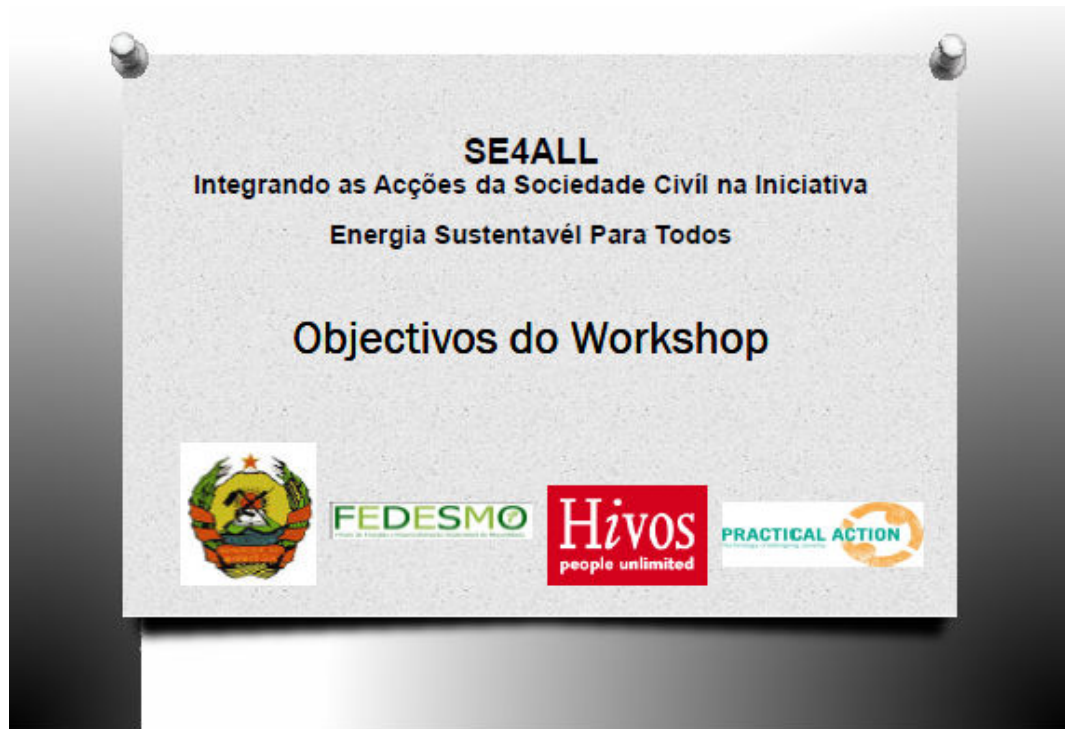 SE4ALL
Integrando as Acções da Sociedade Civíl na Iniciativa
Energia Sustentavél Para Todos
Objectivos do Workshop
FEDESMO
Hivos
people unlimited
PRACTICAL ACTION